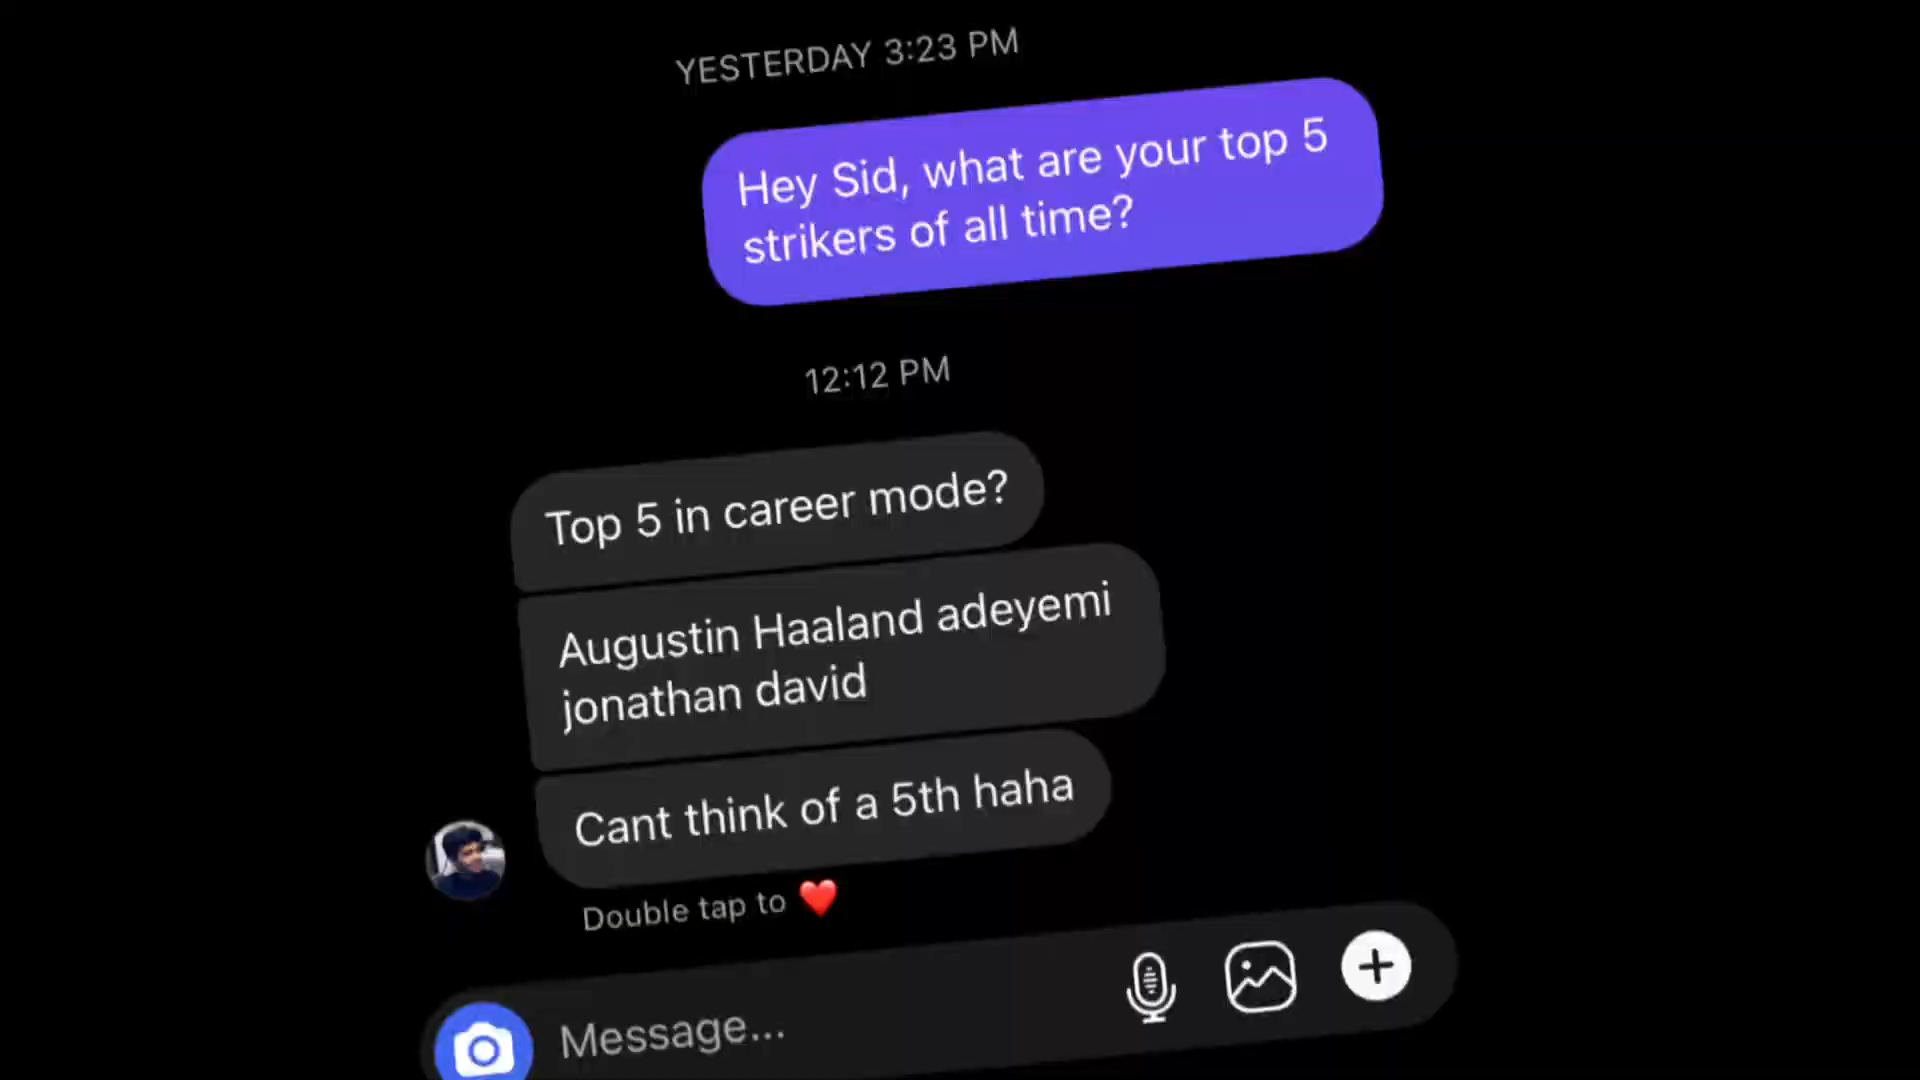 YESTERDAY 3:23 PM
Hey Sid, what are your top 5
strikers of all time?
12:12 PM
Top 5 in career mode?
Augustin Haaland adeyemi
jonathan david
Cant think of a 5th haha
Double tap to ❤️
Message...